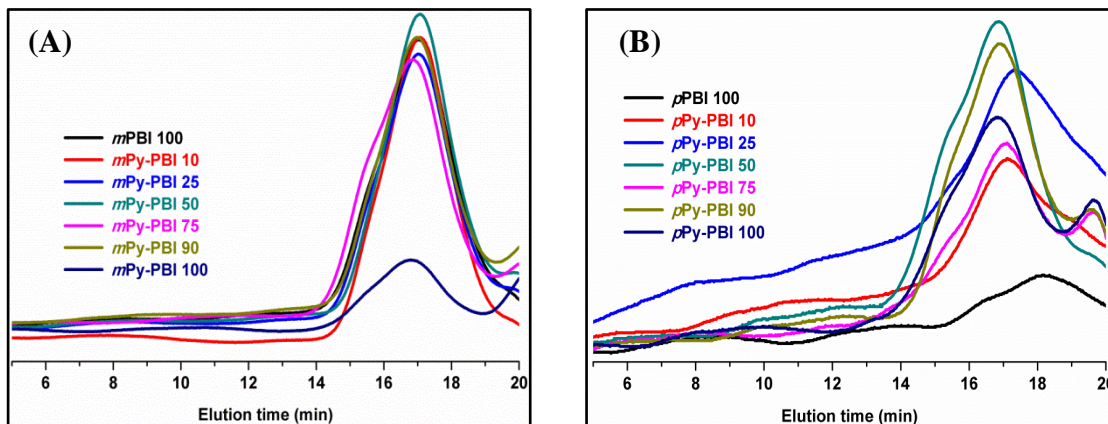 (A)
mPBI 100
mPy-PBI 10
mPy-PBI 25
mPy-PBI 50
mPy-PBI 75
mPy-PBI 90
mPy-PBI 100
6 8 10 12 14 16 18 20
Elution time (min)
(B)
pPBI 100
pPy-PBI 10
pPy-PBI 25
pPy-PBI 50
pPy-PBI 75
pPy-PBI 90
pPy-PBI 100
6 8 10 12 14 16 18 20
Elution time (min)